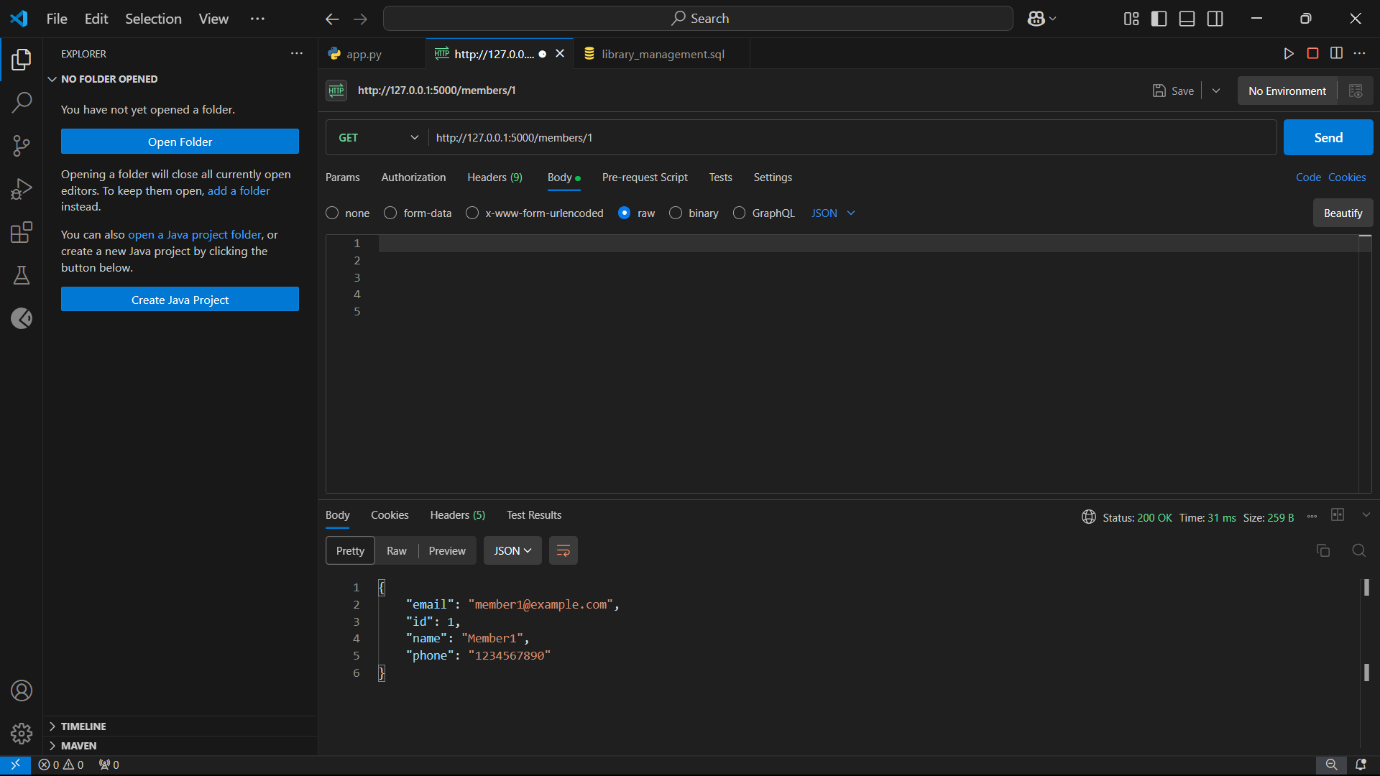 File Edit Selection View ···
Search
EXPLORER ···
NO FOLDER OPENED
You have not yet opened a folder.
Open Folder
Opening a folder will close all currently open
editors. To keep them open, add a folder
instead.
You can also open a Java project folder, or
create a new Java project by clicking the
button below.
Create Java Project
TIMELINE
MAVEN
app.py
HTTP http://127.0.0....
library_management.sql
HTTP http://127.0.0.1:5000/members/1
Save
No Environment
GET http://127.0.0.1:5000/members/1
Send
Params Authorization Headers (9) Body Pre-request Script Tests Settings
Code Cookies
none form-data x-www-form-urlencoded raw binary GraphQL JSON
Beautify
1
2
3
4
5
Body Cookies Headers (5) Test Results
Status: 200 OK Time: 31 ms Size: 259 B
Pretty Raw Preview JSON
1 {
2 "email": "member1@example.com",
3 "id": 1,
4 "name": "Member1",
5 "phone": "1234567890"
6 }
0 0 0